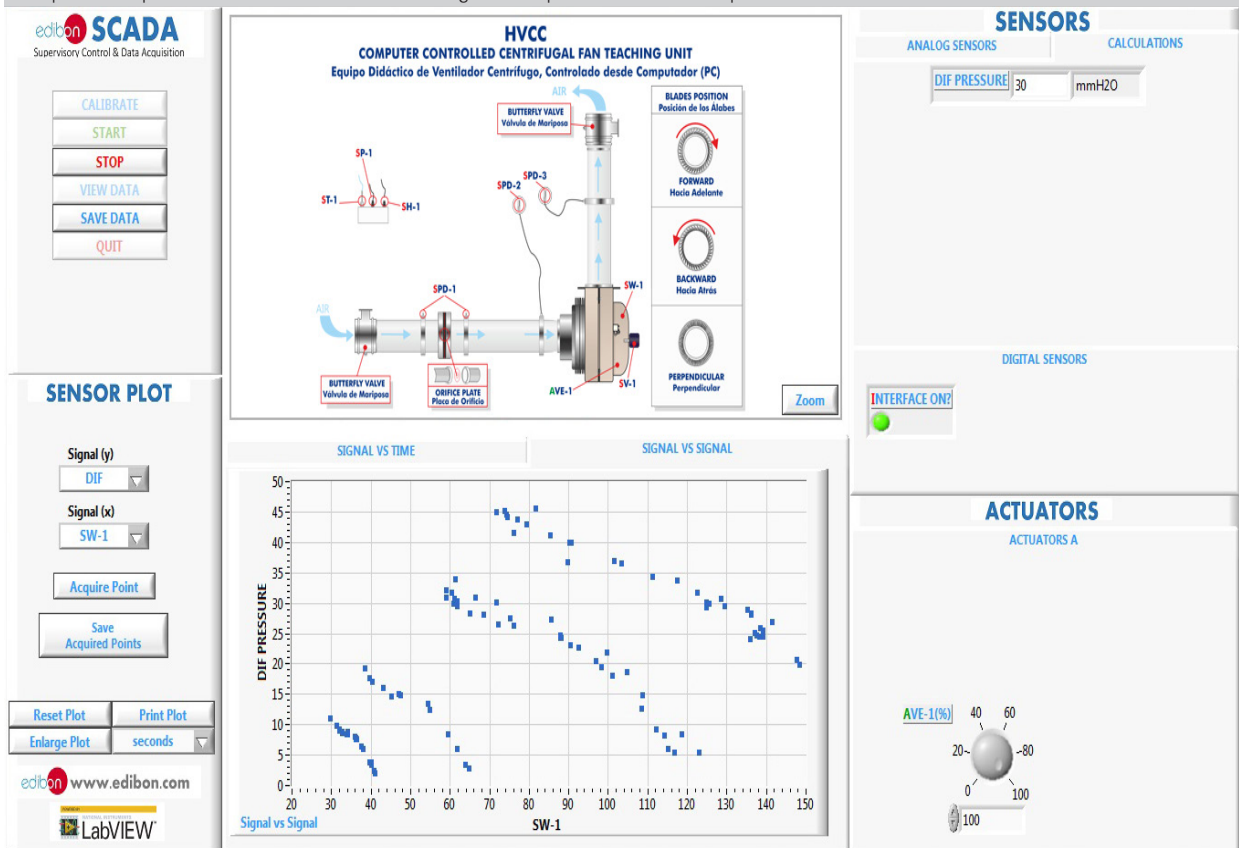 edibon SCADA
Supervisory Control & Data Acquisition
CALIBRATE
START
STOP
VIEW DATA
SAVE DATA
QUIT
HVCC
COMPUTER CONTROLLED CENTRIFUGAL FAN TEACHING UNIT
Equipo Didáctico de Ventilador Centrífugo, Controlado desde Computador (PC)
AIR
BUTTERFLY VALVE
Válvula de Mariposa
BLADES POSITION
Posición de los Álabes
FORWARD
Hacia Adelante
BACKWARD
Hacia Atrás
PERPENDICULAR
Perpendicular
SP-1
ST-1
SH-1
SPD-2
SPD-3
SPD-1
SW-1
AIR
BUTTERFLY VALVE
Válvula de Mariposa
ORIFICE PLATE
Placa de Orificio
AVE-1
SV-1
Zoom
SENSORS
ANALOG SENSORS
CALCULATIONS
DIF PRESSURE 30 mmH2O
DIGITAL SENSORS
INTERFACE ON?
SENSOR PLOT
Signal (y)
DIF
Signal (x)
SW-1
Acquire Point
Save
Acquired Points
Reset Plot
Print Plot
Enlarge Plot
seconds
edibon www.edibon.com
LabVIEW
SIGNAL VS TIME
SIGNAL VS SIGNAL
DIF PRESSURE
50
45
40
35
30
25
20
15
10
5
0
20 30 40 50 60 70 80 90 100 110 120 130 140 150
Signal vs Signal
SW-1
ACTUATORS
ACTUATORS A
AVE-1(%)
0
20
40
60
80
100
100